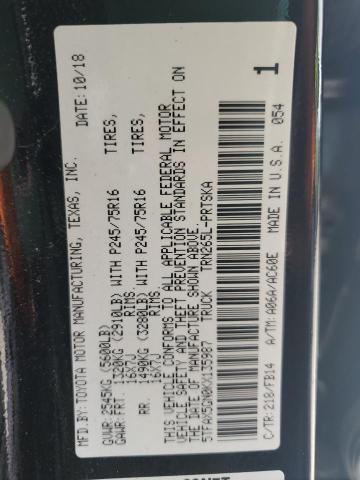 MFD. BY: TOYOTA MOTOR MANUFACTURING, TEXAS, INC. DATE: 10/18
GVWR: 2545KG (5600LB)
GAWR: FRT. 1320KG (2910LB) WITH P245/75R16 TIRES,
16X7J RIMS,
RR. 1490KG (3280LB) WITH P245/75R16 TIRES,
16X7J RIMS,
THIS VEHICLE CONFORMS TO ALL APPLICABLE FEDERAL MOTOR
VEHICLE SAFETY AND THEFT PREVENTION STANDARDS IN EFFECT ON
THE DATE OF MANUFACTURE SHOWN ABOVE.
5TFAX5GN0KX135987 TRUCK
TRN265L-PRTSKA 1
C/TR: 218/FB14 A/TM: AR6A/AC60E MADE IN U.S.A. 054